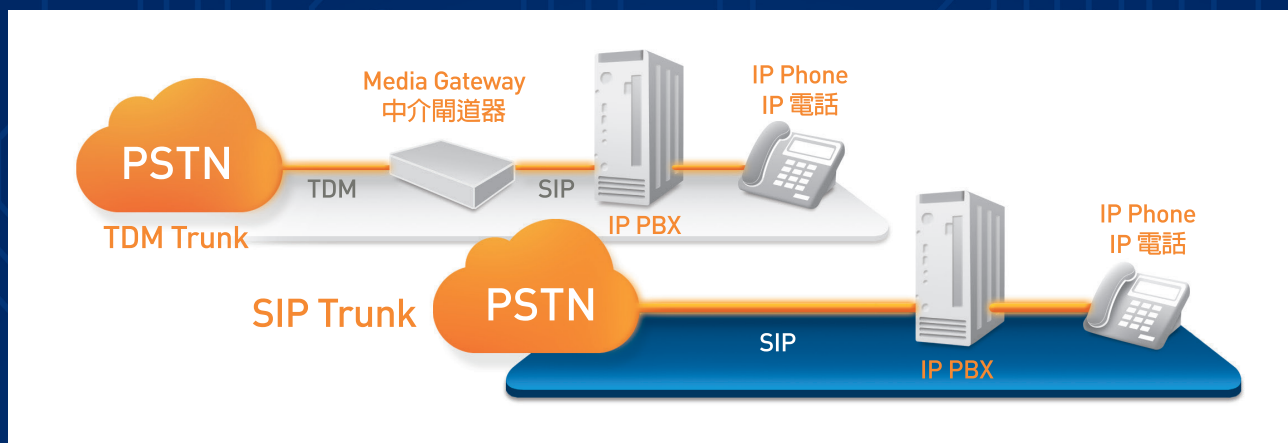 Media Gateway
中介閘道器
IP Phone
IP 電話
PSTN
TDM
SIP
IP PBX
TDM Trunk
IP Phone
IP 電話
SIP Trunk
PSTN
SIP
IP PBX